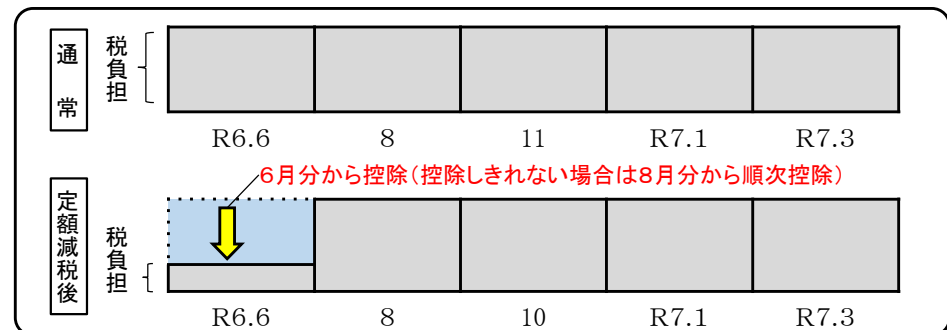 通常
税負担
R6.6 8 11 R7.1 R7.3
6月分から控除(控除しきれない場合は8月分から順次控除)
定額減税後
税負担
R6.6 8 10 R7.1 R7.3